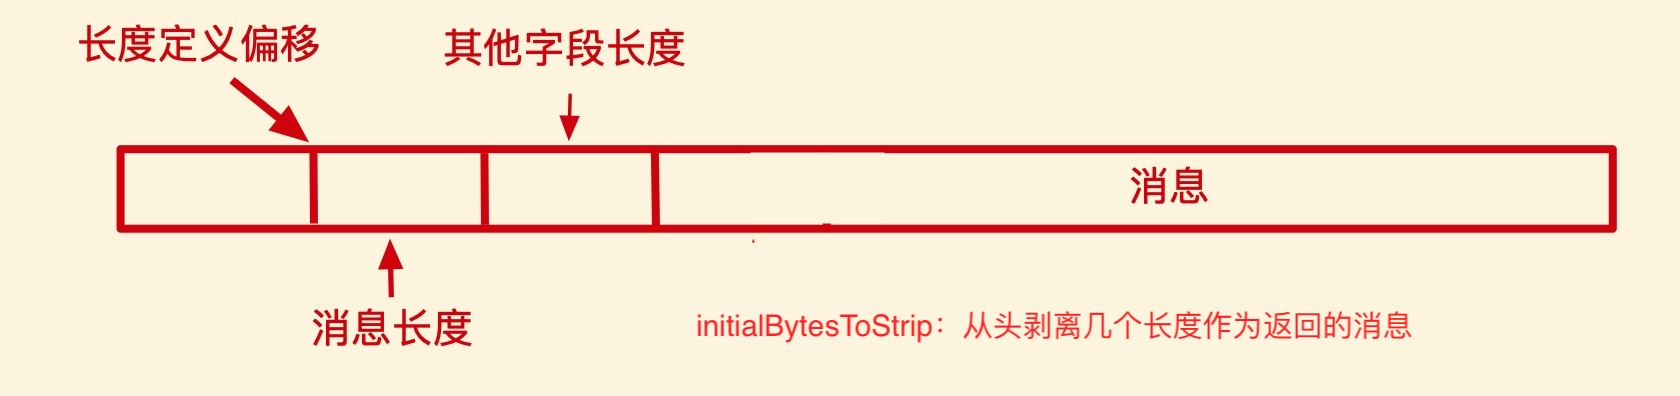 长度定义偏移
其他字段长度
消息
消息长度
initialBytesToStrip：从头剥离几个长度作为返回的消息